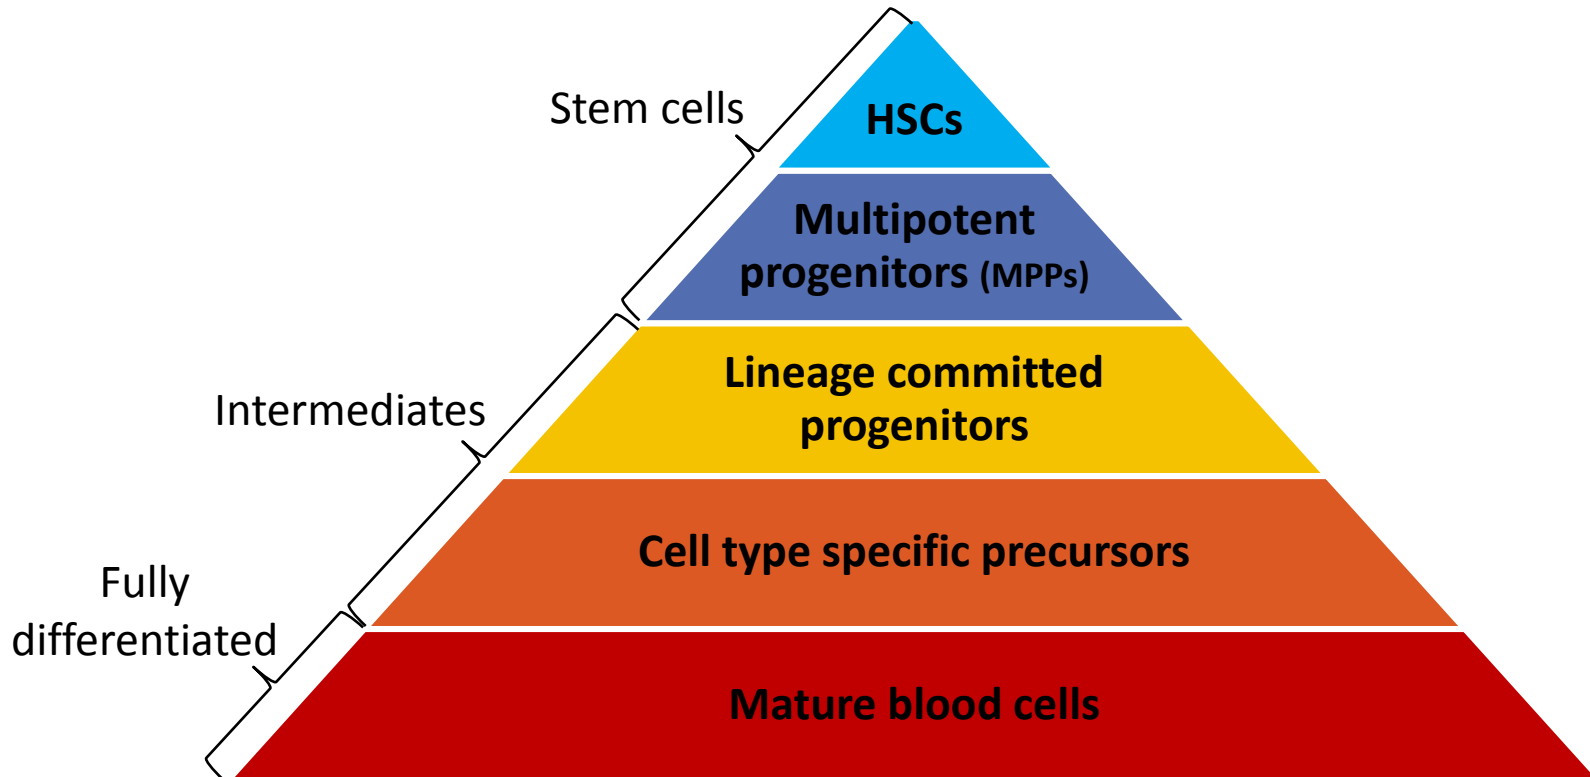 Stem cells
HSCs
Multipotent
progenitors (MPPs)
Lineage committed
progenitors
Intermediates
Cell type specific precursors
Fully
differentiated
Mature blood cells